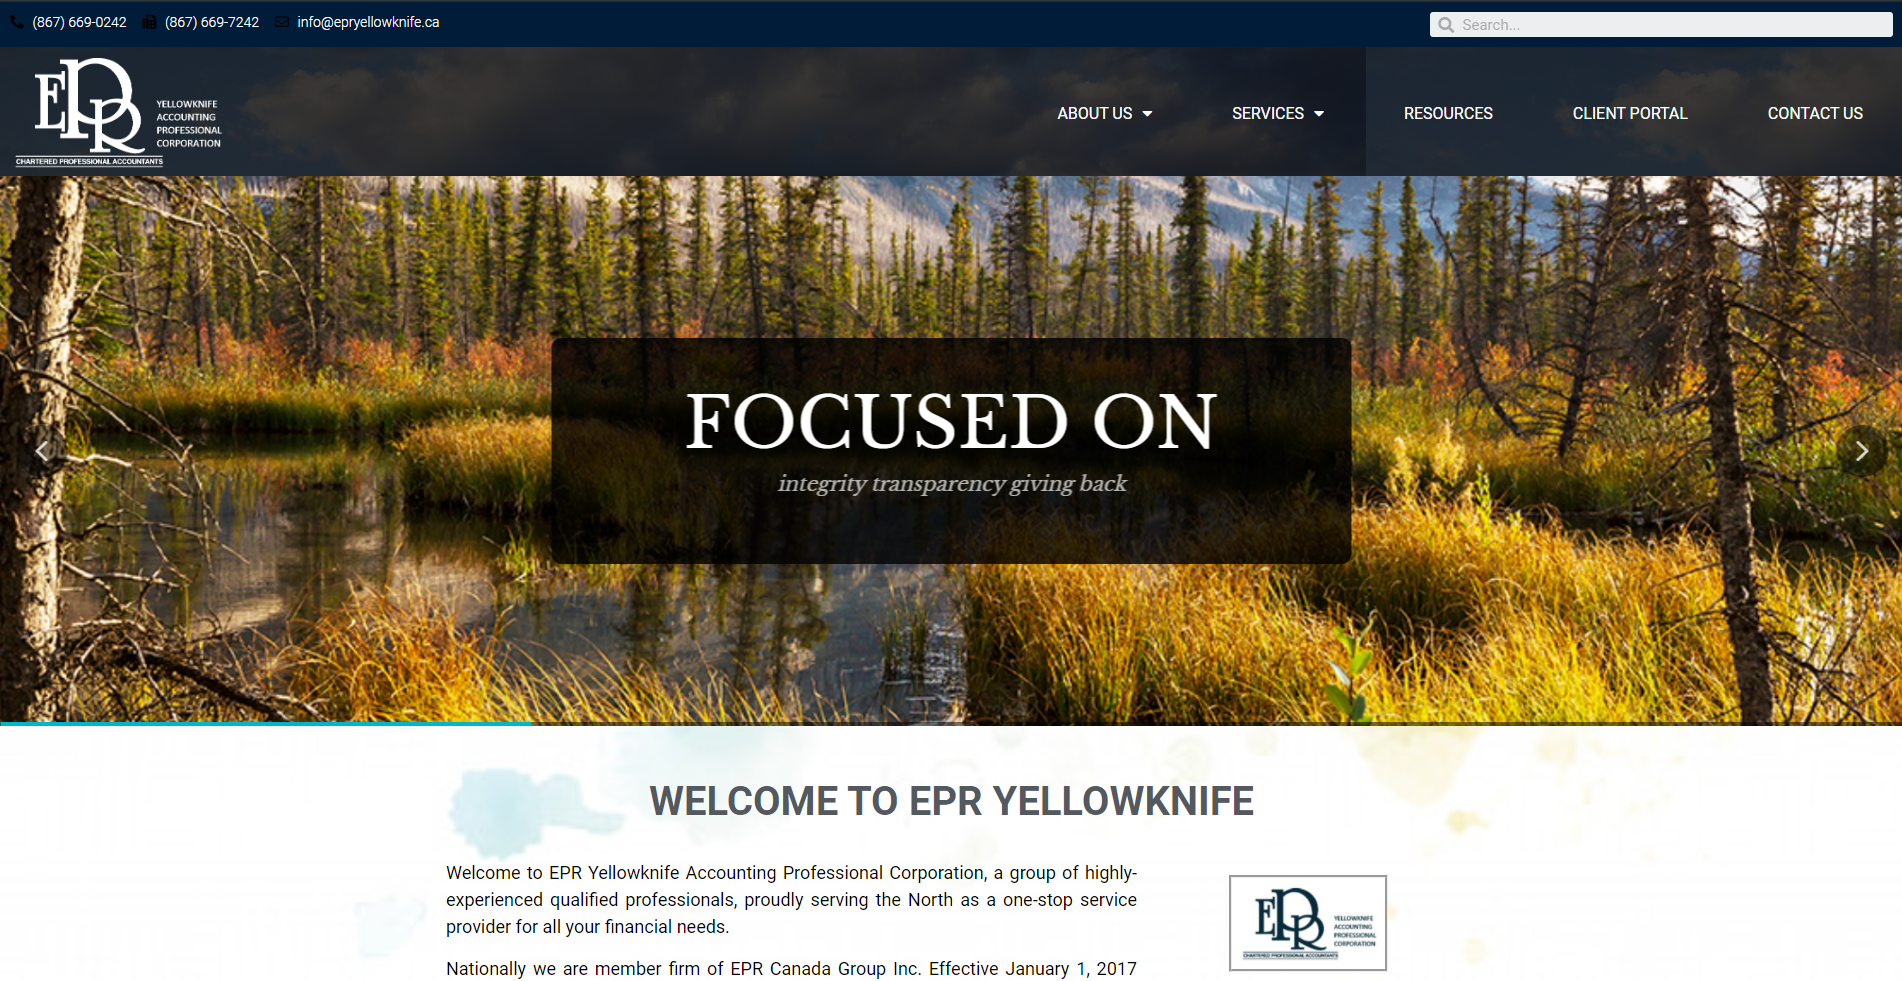 (867) 669-0242 (867) 669-7242 info@epryellowknife.ca Search...
EPR
YELLOWKNIFE
ACCOUNTING
PROFESSIONAL
CORPORATION
CHARTERED PROFESSIONAL ACCOUNTANTS
ABOUT US SERVICES RESOURCES CLIENT PORTAL CONTACT US
FOCUSED ON
integrity transparency giving back
WELCOME TO EPR YELLOWKNIFE
Welcome to EPR Yellowknife Accounting Professional Corporation, a group of highly-
experienced qualified professionals, proudly serving the North as a one-stop service
provider for all your financial needs.
Nationally we are member firm of EPR Canada Group Inc. Effective January 1, 2017
EPR
YELLOWKNIFE
ACCOUNTING
PROFESSIONAL
CORPORATION
CHARTERED PROFESSIONAL ACCOUNTANTS